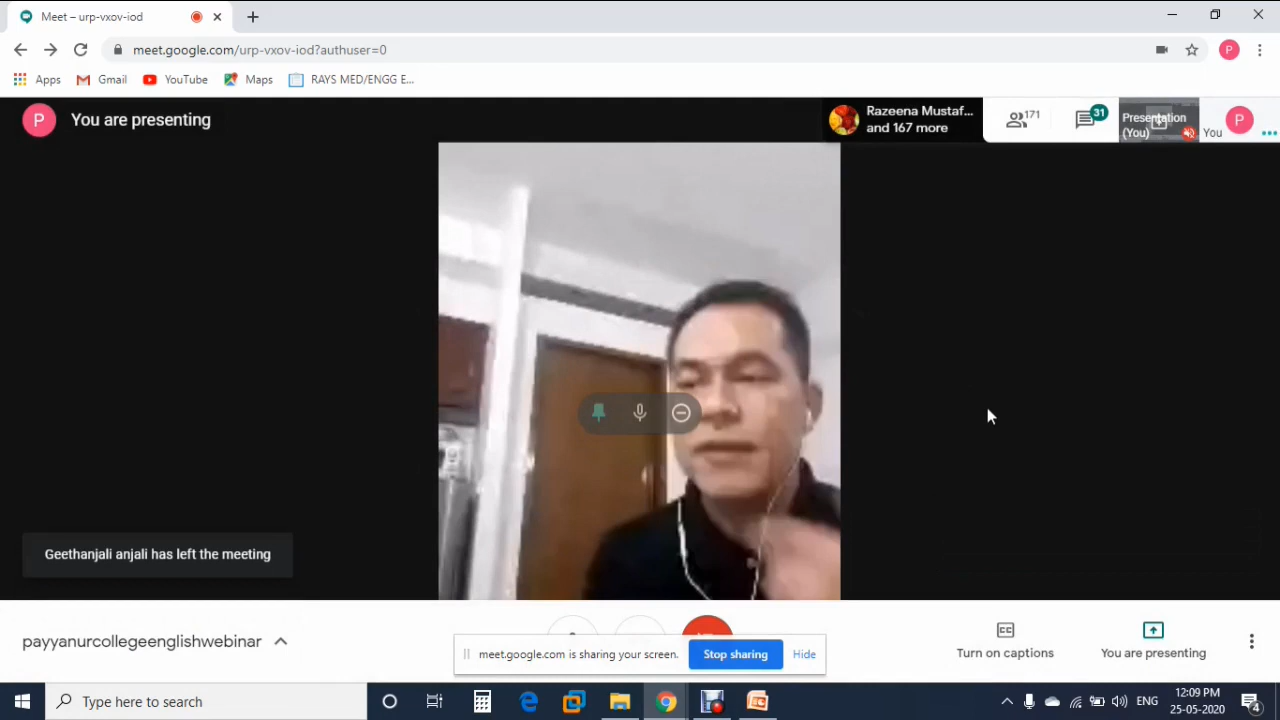 Meet – urp-vxov-iod
meet.google.com/urp-vxov-iod?authuser=0
P
Apps
Gmail
YouTube
Maps
RAYS MED/ENGG E...
P
You are presenting
Razeena Mustaf...
and 167 more
171
31
Presentation
(You)
You
P
Geethanjali anjali has left the meeting
payyanurcollegeenglishwebinar
meet.google.com is sharing your screen.
Stop sharing
Hide
CC
Turn on captions
You are presenting
Type here to search
ENG
12:09 PM
25-05-2020
4